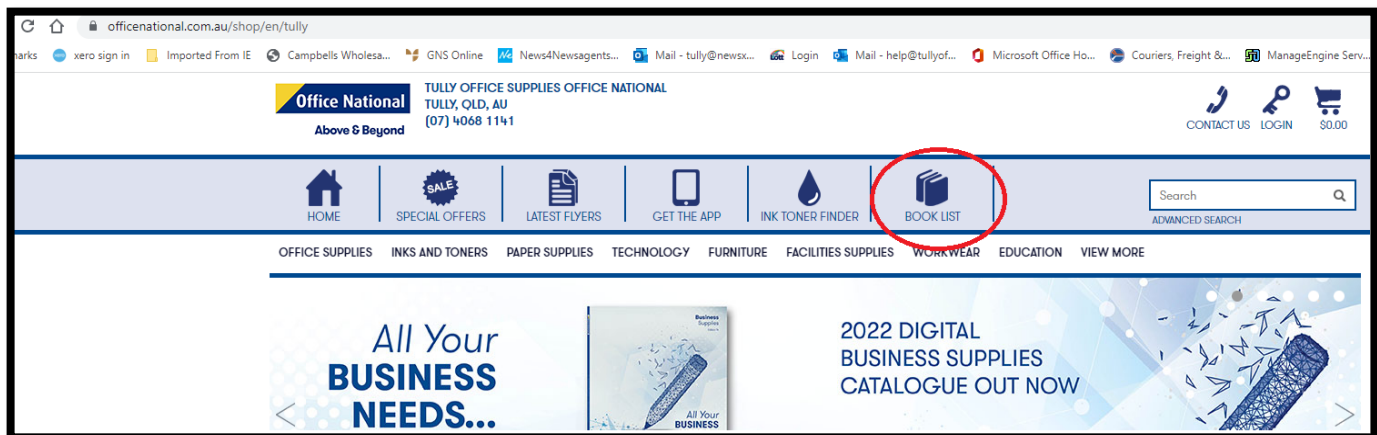 officenational.com.au/shop/en/tully
narks xero sign in Imported From IE Campbells Wholesa... GNS Online News4Newsagents... Mail - tully@newsx... Login Mail - help@tullyof... Microsoft Office Ho... Couriers, Freight &... ManageEngine Serv...
Office National
Above & Beyond
TULLY OFFICE SUPPLIES OFFICE NATIONAL
TULLY, QLD, AU
(07) 4068 1141
CONTACT US LOGIN $0.00
SALE
HOME SPECIAL OFFERS LATEST FLYERS GET THE APP INK TONER FINDER BOOK LIST
Search
ADVANCED SEARCH
OFFICE SUPPLIES INKS AND TONERS PAPER SUPPLIES TECHNOLOGY FURNITURE FACILITIES SUPPLIES WORKWEAR EDUCATION VIEW MORE
All Your
BUSINESS
NEEDS...
Business
Supplies
All Your
BUSINESS
2022 DIGITAL
BUSINESS SUPPLIES
CATALOGUE OUT NOW